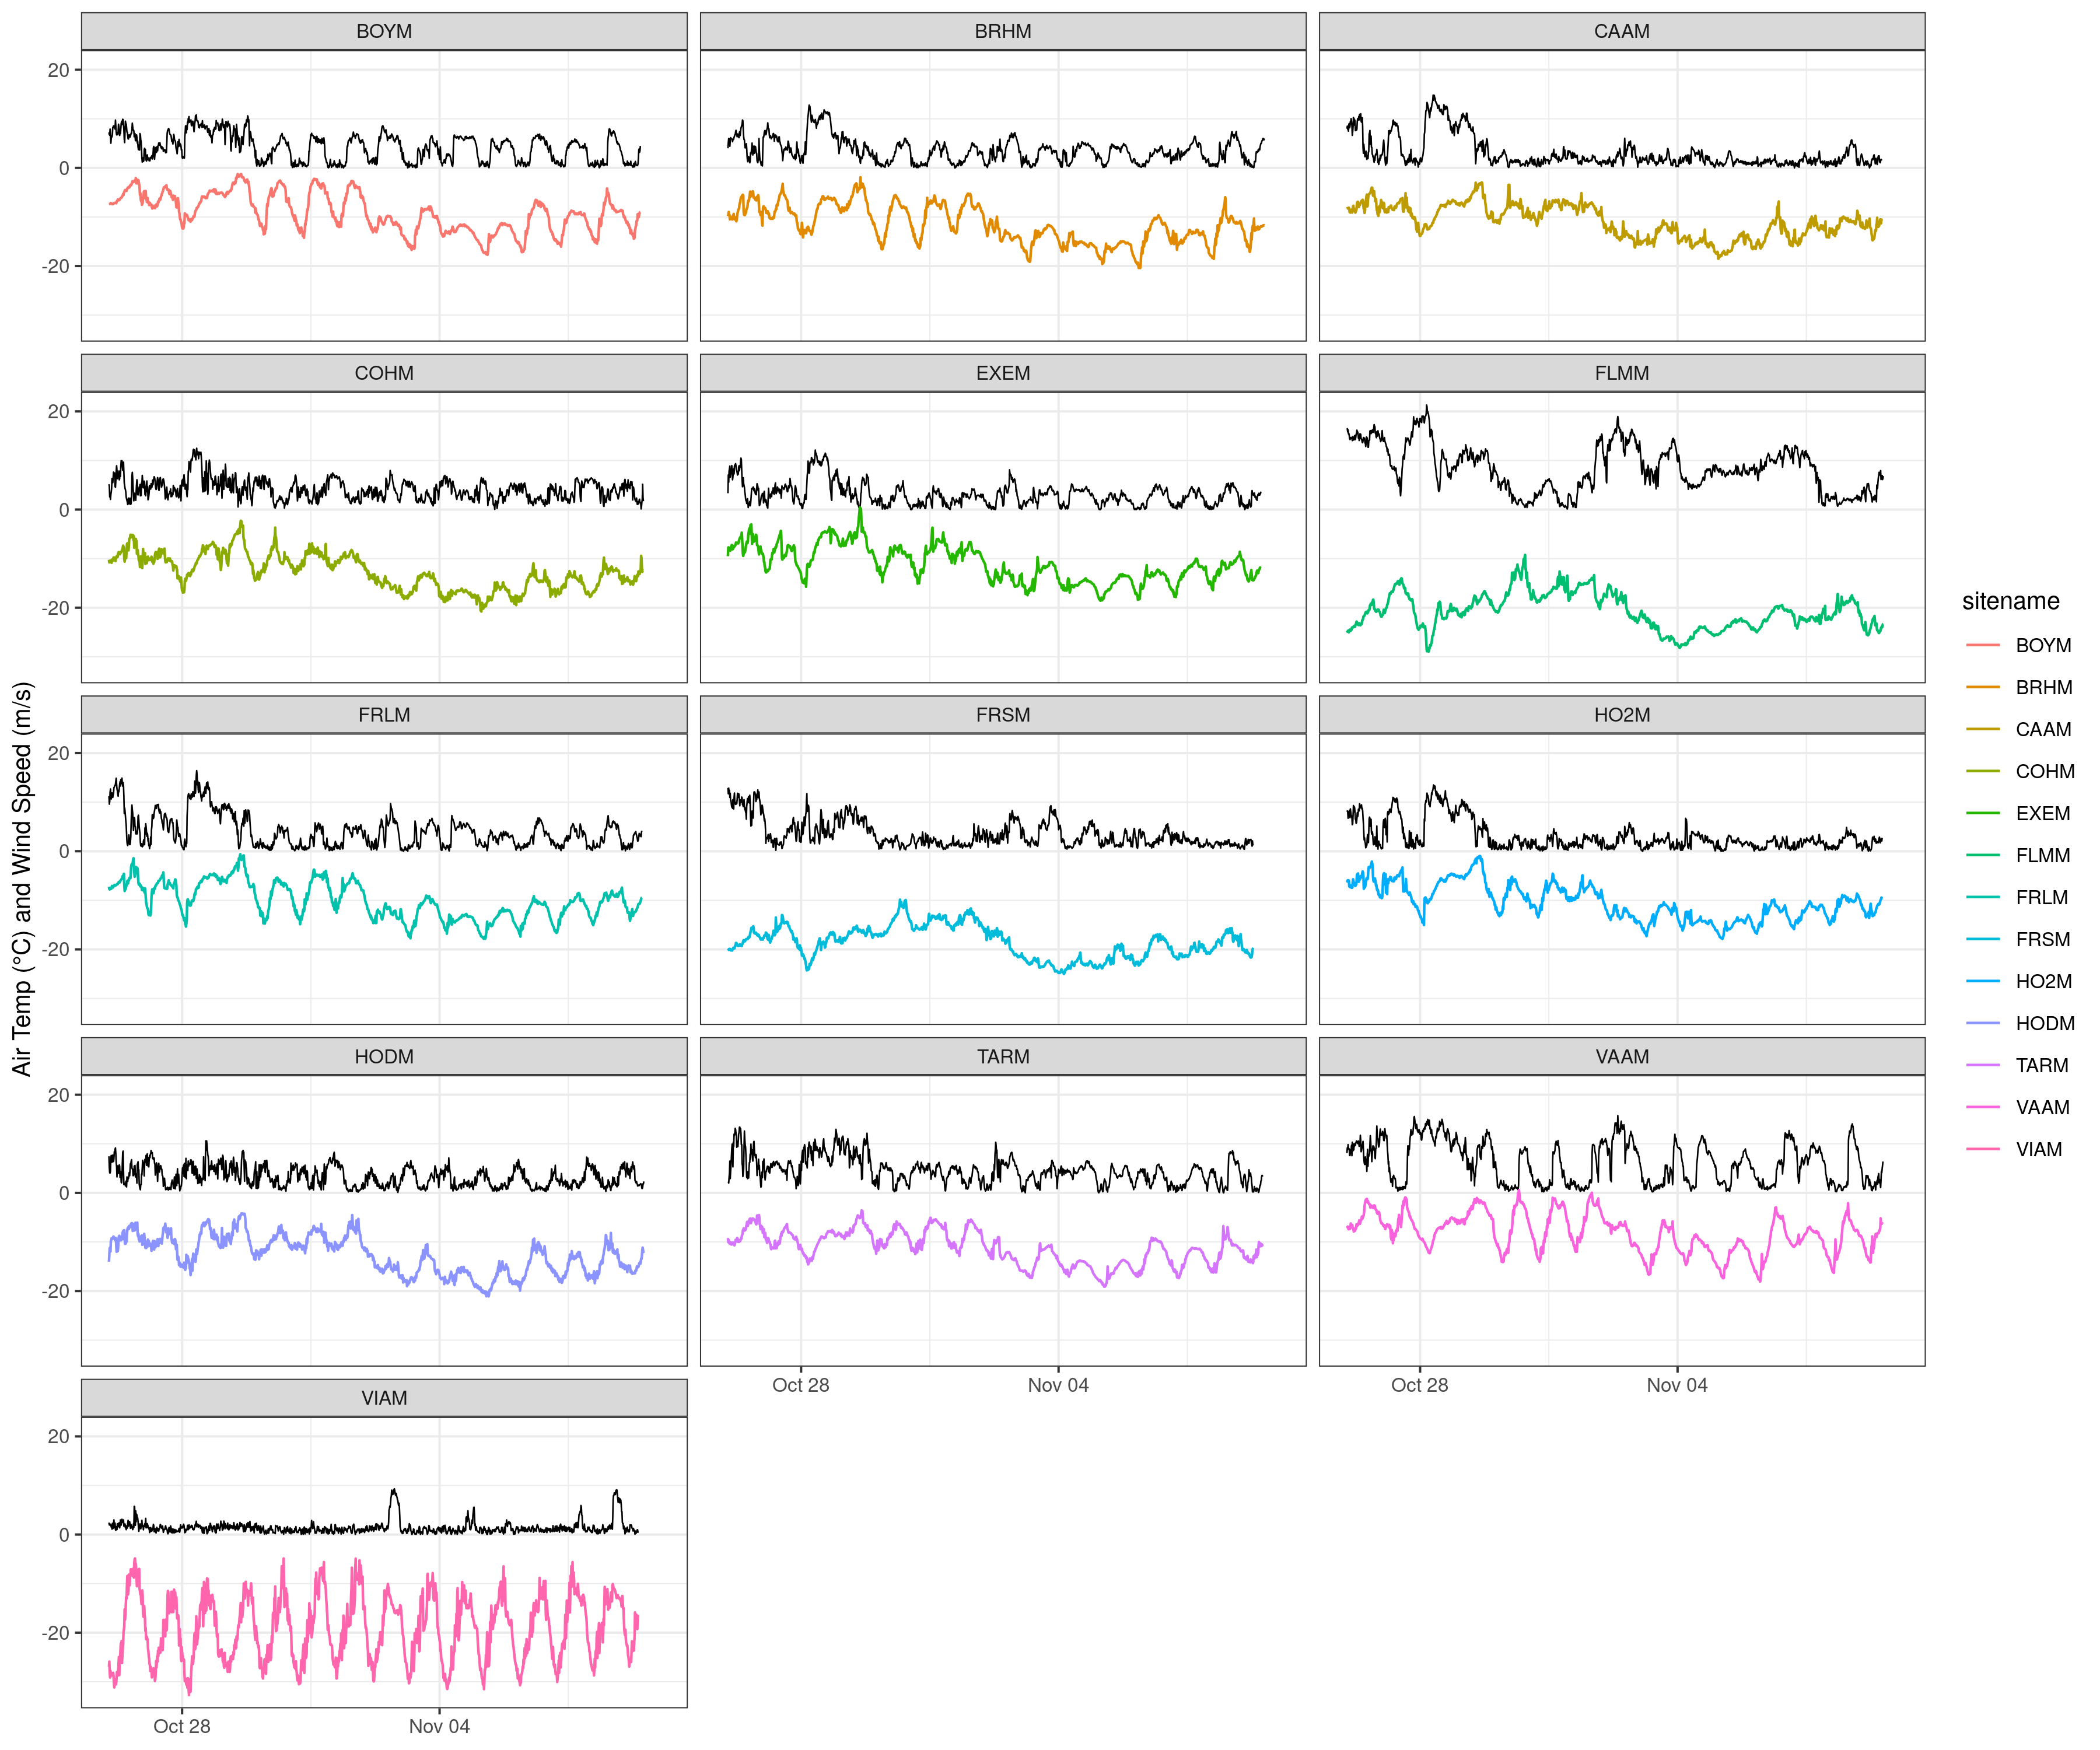 BOYM BRHM CAAM
20
0
-20
COHM EXEM FLMM
20
0
-20
FRLM FRSM HO2M
20
0
-20
HODM TARM VAAM
20
0
-20
Oct 28 Nov 04 Oct 28 Nov 04
VIAM
20
0
-20
Oct 28 Nov 04
Air Temp (°C) and Wind Speed (m/s)
sitename
BOYM
BRHM
CAAM
COHM
EXEM
FLMM
FRLM
FRSM
HO2M
HODM
TARM
VAAM
VIAM